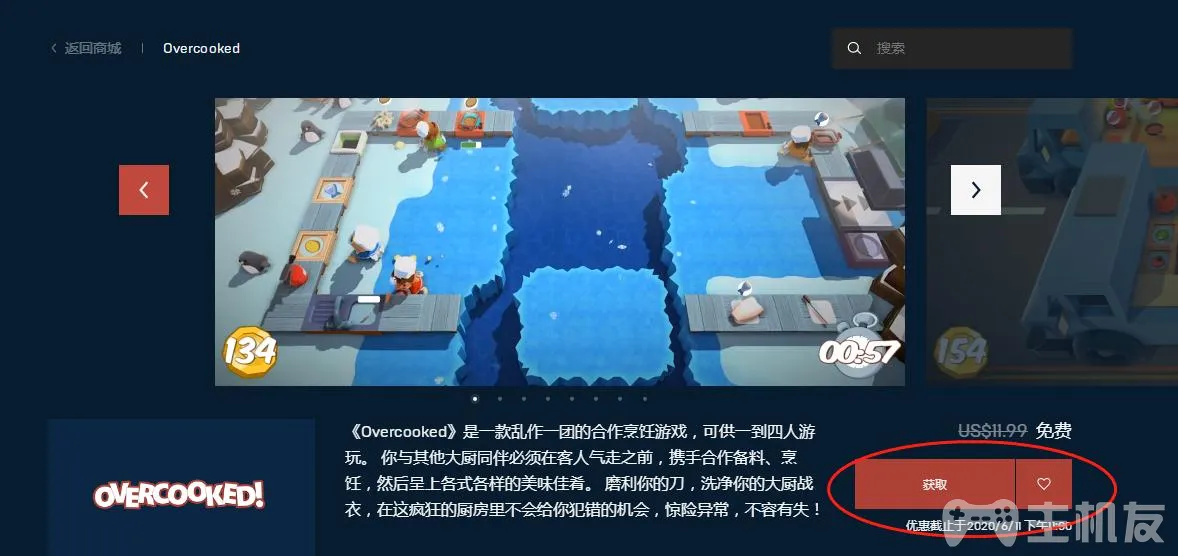 返回商城 | Overcooked
搜索
134
00:57
154
《Overcooked》是一款乱作一团的合作烹饪游戏，可供一到四人游
玩。 你与其他大厨同伴必须在客人气走之前，携手合作备料、烹
饪，然后呈上各式各样的美味佳肴。 磨利你的刀，洗净你的大厨战
衣，在这疯狂的厨房里不会给你犯错的机会，惊险异常，不容有失！
OVERCOOKED!
US$11.99 免费
获取
优惠截止于2020/6/11 下午
主机友